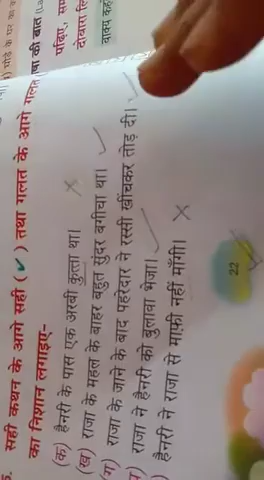 5. सही कथन के आगे सही (✓) तथा गलत के आगे गलत
का निशान लगाइए-
(क) हैनरी के पास एक अरबी कुत्ता था। ×
(ख) राजा के महल के बाहर बहुत सुंदर बगीचा था। ✓
(ग) राजा के जाने के बाद पहरेदार ने रस्सी खींचकर तोड़ दी। ✓
) राजा ने हैनरी को बुलावा भेजा। ✓
) हैनरी ने राजा से माफ़ी नहीं माँगी। ×
22
की बात
पढ़िए,
दोबारा
वाक्य